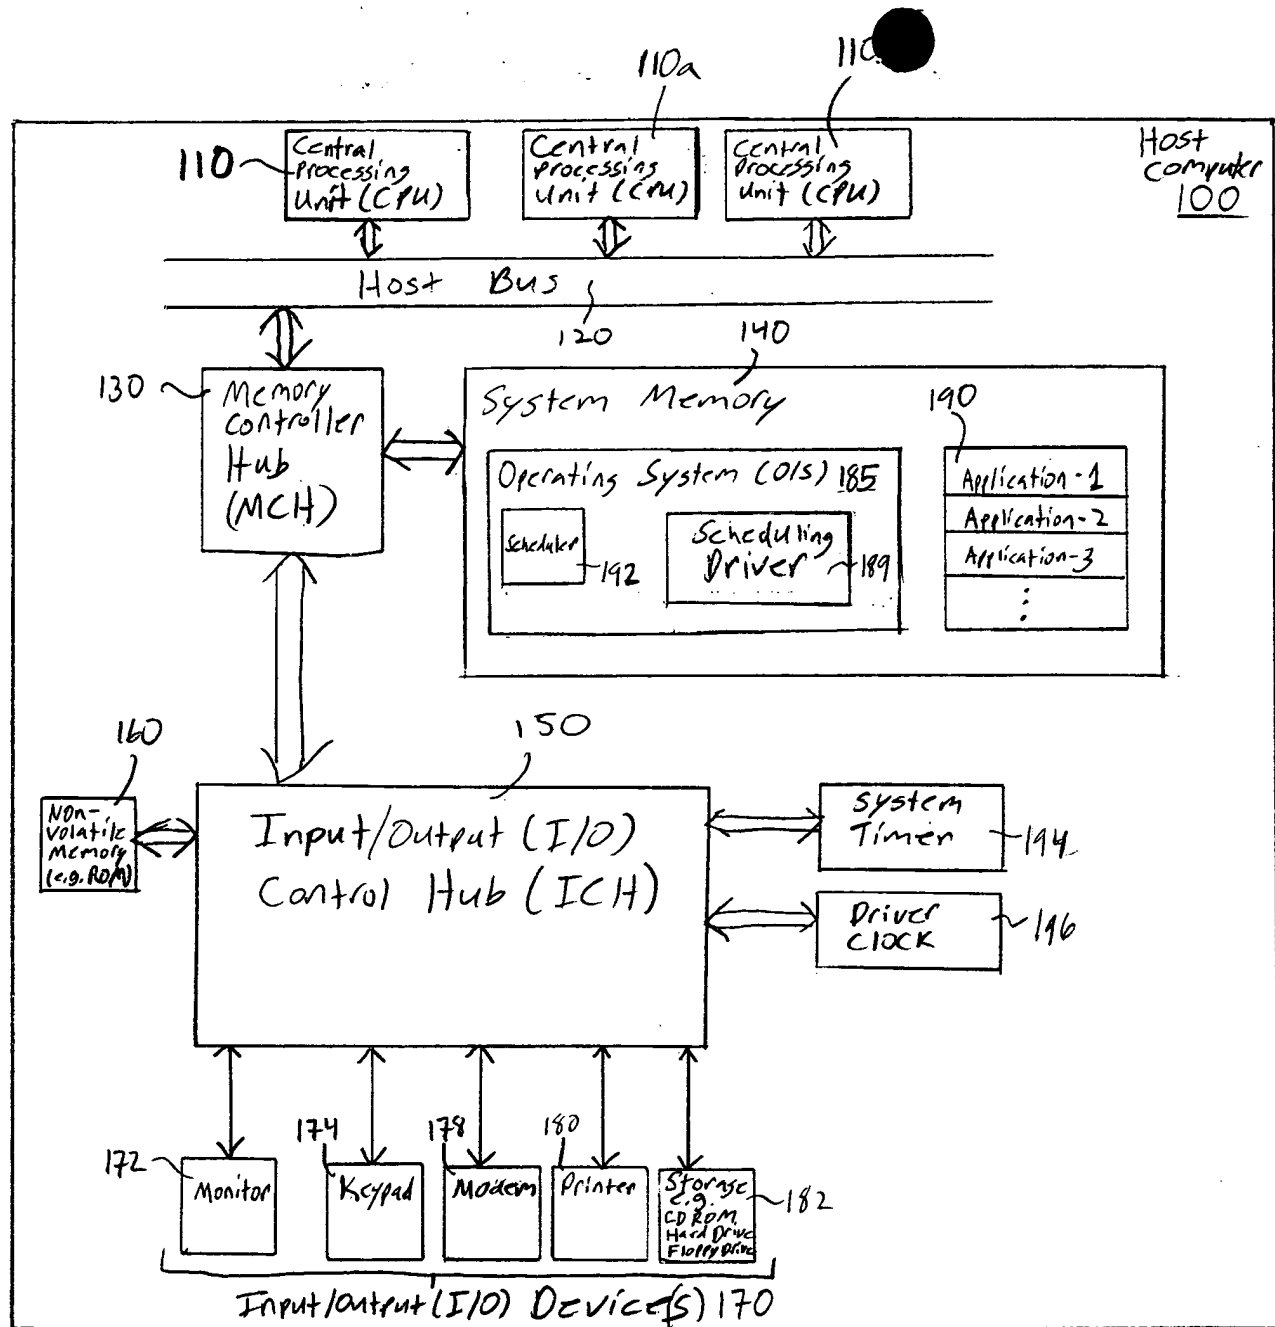 110a
110
Host
Computer
100
110
Central
Processing
Unit (CPU)
Central
processing
Unit (CPU)
Central
Processing
Unit (CPU)
Host Bus
120
140
130
Memory
Controller
Hub
(MCH)
System Memory
190
Operating System (O/S) 185
Scheduler
192
Scheduling
Driver
189
Application-1
Application-2
Application-3
160
150
Non-
Volatile
Memory
(e.g. ROM)
Input/Output (I/O)
Control Hub (ICH)
System
Timer
194
Driver
Clock
196
172
174
178
180
Monitor
Keypad
Modem
Printer
Storage
e.g.
CD ROM
Hard Drive
Floppy Drive
182
Input/Output (I/O) Device(s) 170